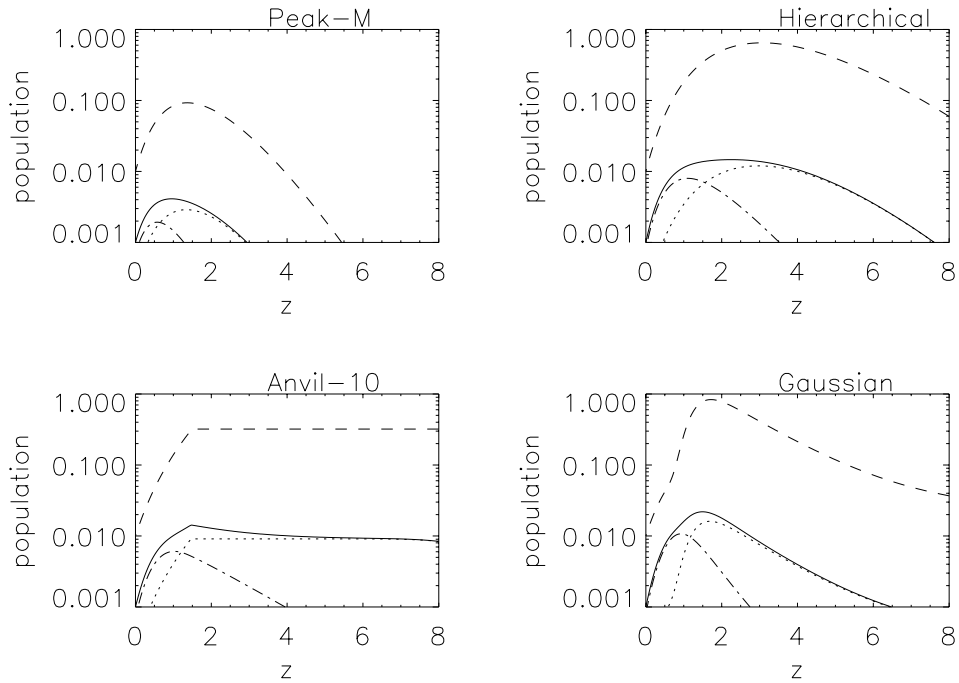 Peak-M
population
1.000
0.100
0.010
0.001
0 2 4 6 8
z
Hierarchical
population
1.000
0.100
0.010
0.001
0 2 4 6 8
z
Anvil-10
population
1.000
0.100
0.010
0.001
0 2 4 6 8
z
Gaussian
population
1.000
0.100
0.010
0.001
0 2 4 6 8
z